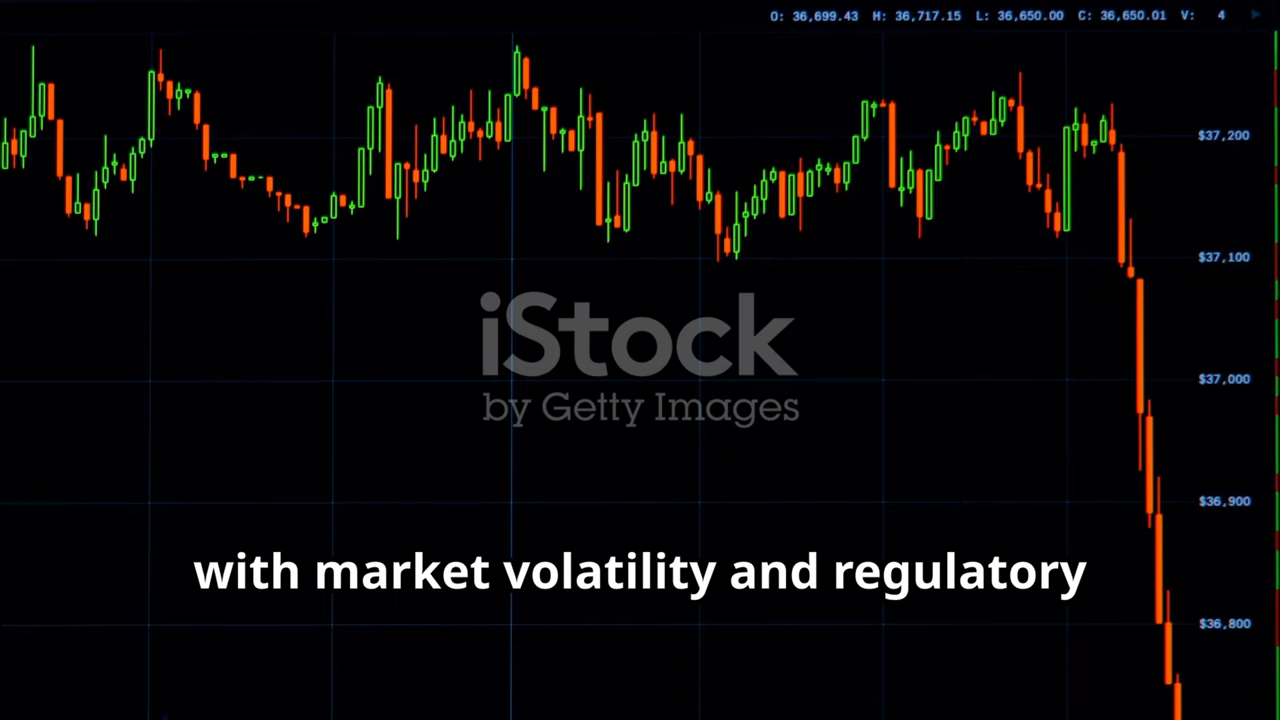 O: 36,699.43 H: 36,717.15 L: 36,650.00 C: 36,650.01 V: 4
$37,200
$37,100
$37,000
iStock
by Getty Images
$36,900
with market volatility and regulatory
$36,800